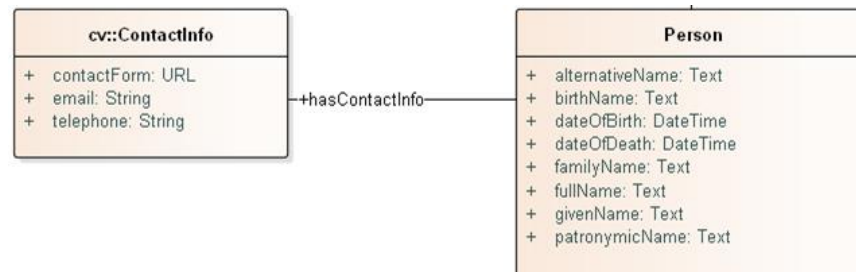 cv::ContactInfo
+ contactForm: URL
+ email: String
+ telephone: String
+hasContactInfo
Person
+ alternativeName: Text
+ birthName: Text
+ dateOfBirth: DateTime
+ dateOfDeath: DateTime
+ familyName: Text
+ fullName: Text
+ givenName: Text
+ patronymicName: Text